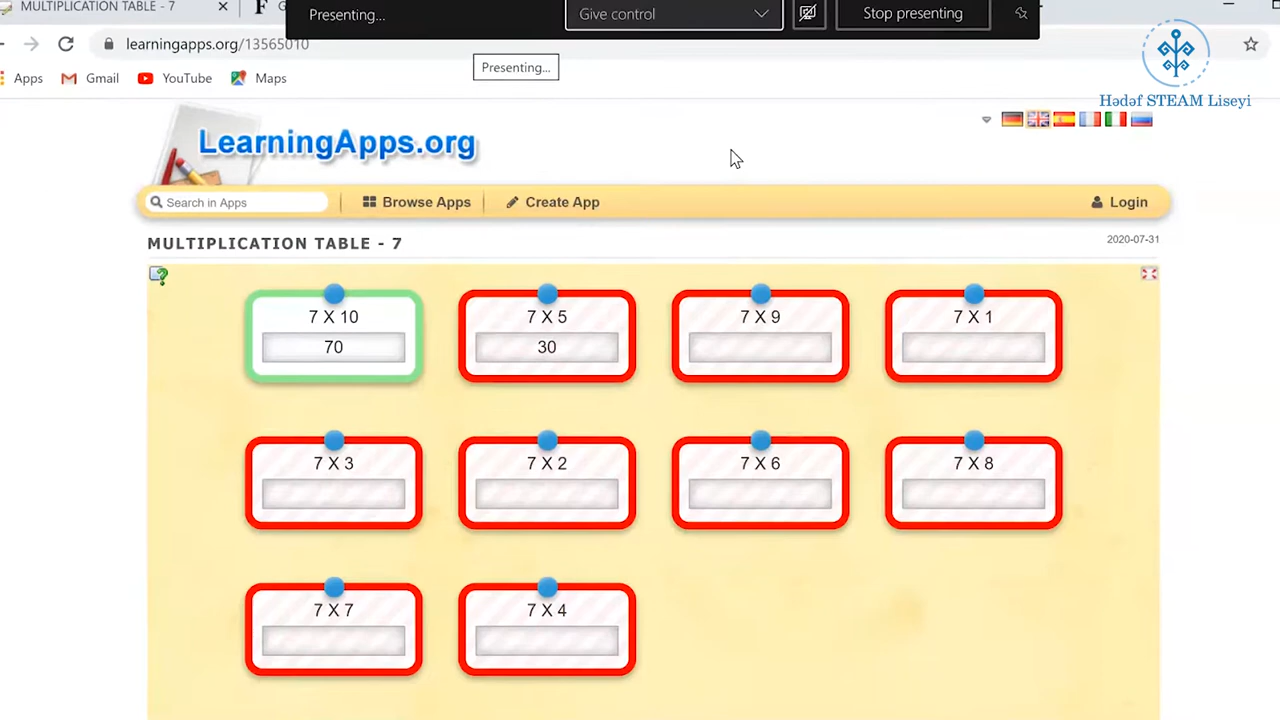 MULTIPLICATION TABLE - 7
F
Presenting...
Give control
Stop presenting
learningapps.org/13565010
Presenting...
Apps
Gmail
YouTube
Maps
Hədəf STEAM Liseyi
LearningApps.org
Search in Apps
Browse Apps
Create App
Login
MULTIPLICATION TABLE - 7
2020-07-31
7 X 10
70
7 X 5
30
7 X 9
7 X 1
7 X 3
7 X 2
7 X 6
7 X 8
7 X 7
7 X 4